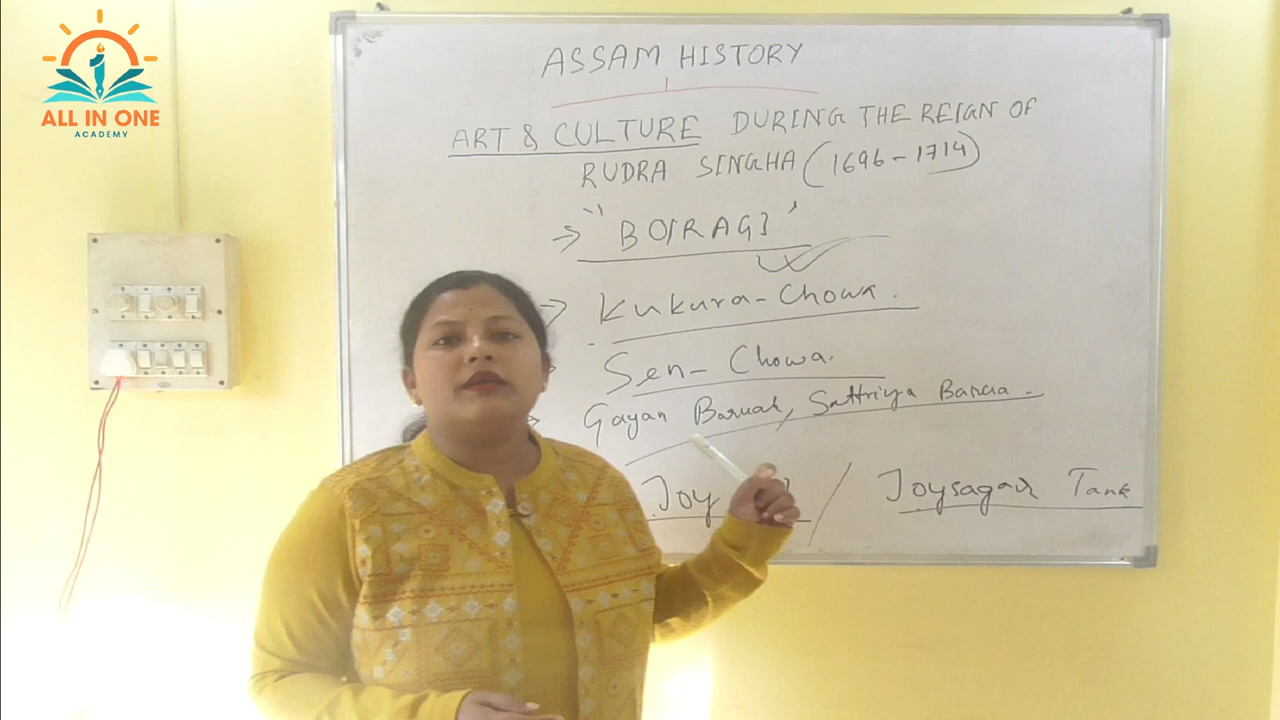 ALL IN ONE
ACADEMY
ASSAM HISTORY
ART & CULTURE DURING THE REIGN OF
RUDRA SINGHA (1696-1714)
→ "BOIRAGI"
→ Kukura-Chowa.
Sen-Chowa.
Gayan Baruah, Sattriya Barua.
Joy / Joysagar Tank